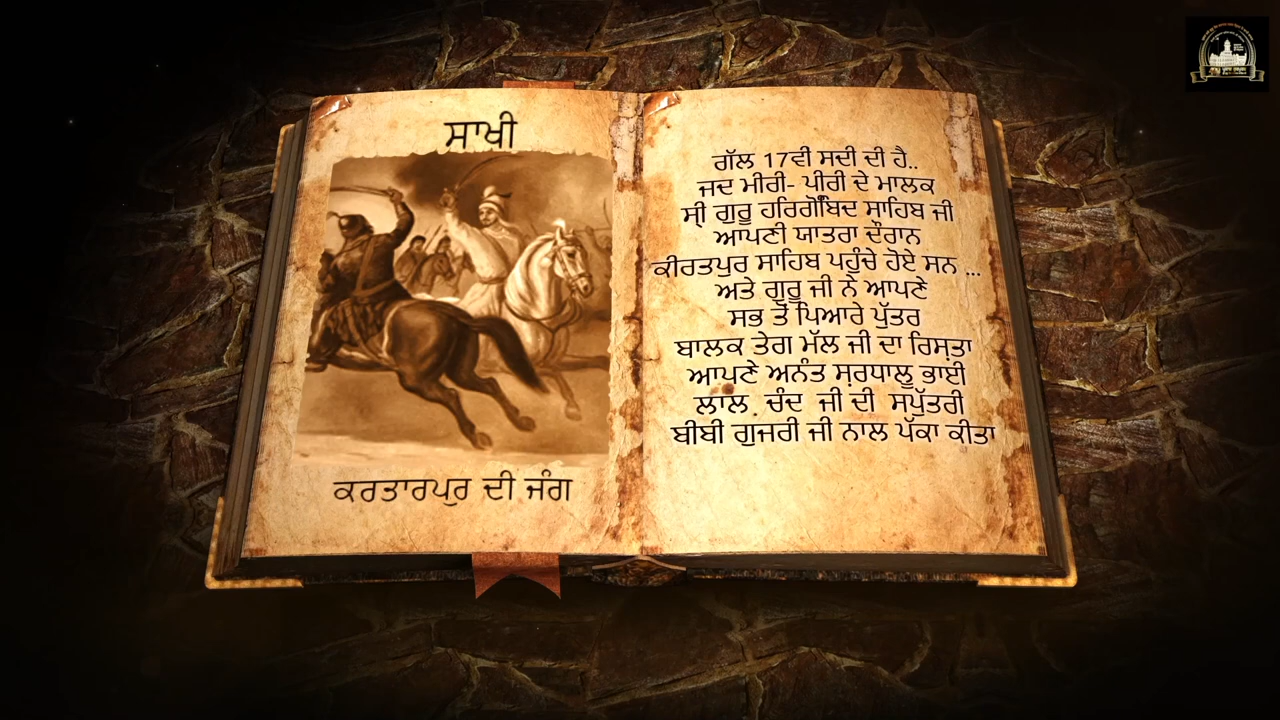 ਸਾਖੀ
ਕਰਤਾਰਪੁਰ ਦੀ ਜੰਗ
ਗੱਲ 17ਵੀ ਸਦੀ ਦੀ ਹੈ..
ਜਦ ਮੀਰੀ- ਪੀਰੀ ਦੇ ਮਾਲਕ
ਸ੍ਰੀ ਗੁਰੂ ਹਰਿਗੋਬਿੰਦ ਸਾਹਿਬ ਜੀ
ਆਪਣੀ ਯਾਤਰਾ ਦੌਰਾਨ
ਕੀਰਤਪੁਰ ਸਾਹਿਬ ਪਹੁੰਚੇ ਹੋਏ ਸਨ ...
ਅਤੇ ਗੁਰੂ ਜੀ ਨੇ ਆਪਣੇ
ਸਭ ਤੋਂ ਪਿਆਰੇ ਪੁੱਤਰ
ਬਾਲਕ ਤੇਗ ਮੱਲ ਜੀ ਦਾ ਰਿਸ਼ਤਾ
ਆਪਣੇ ਅਨੰਤ ਸ਼ਰਧਾਲੂ ਭਾਈ
ਲਾਲ ਚੰਦ ਜੀ ਦੀ ਸਪੁੱਤਰੀ
ਬੀਬੀ ਗੁਜਰੀ ਜੀ ਨਾਲ ਪੱਕਾ ਕੀਤਾ